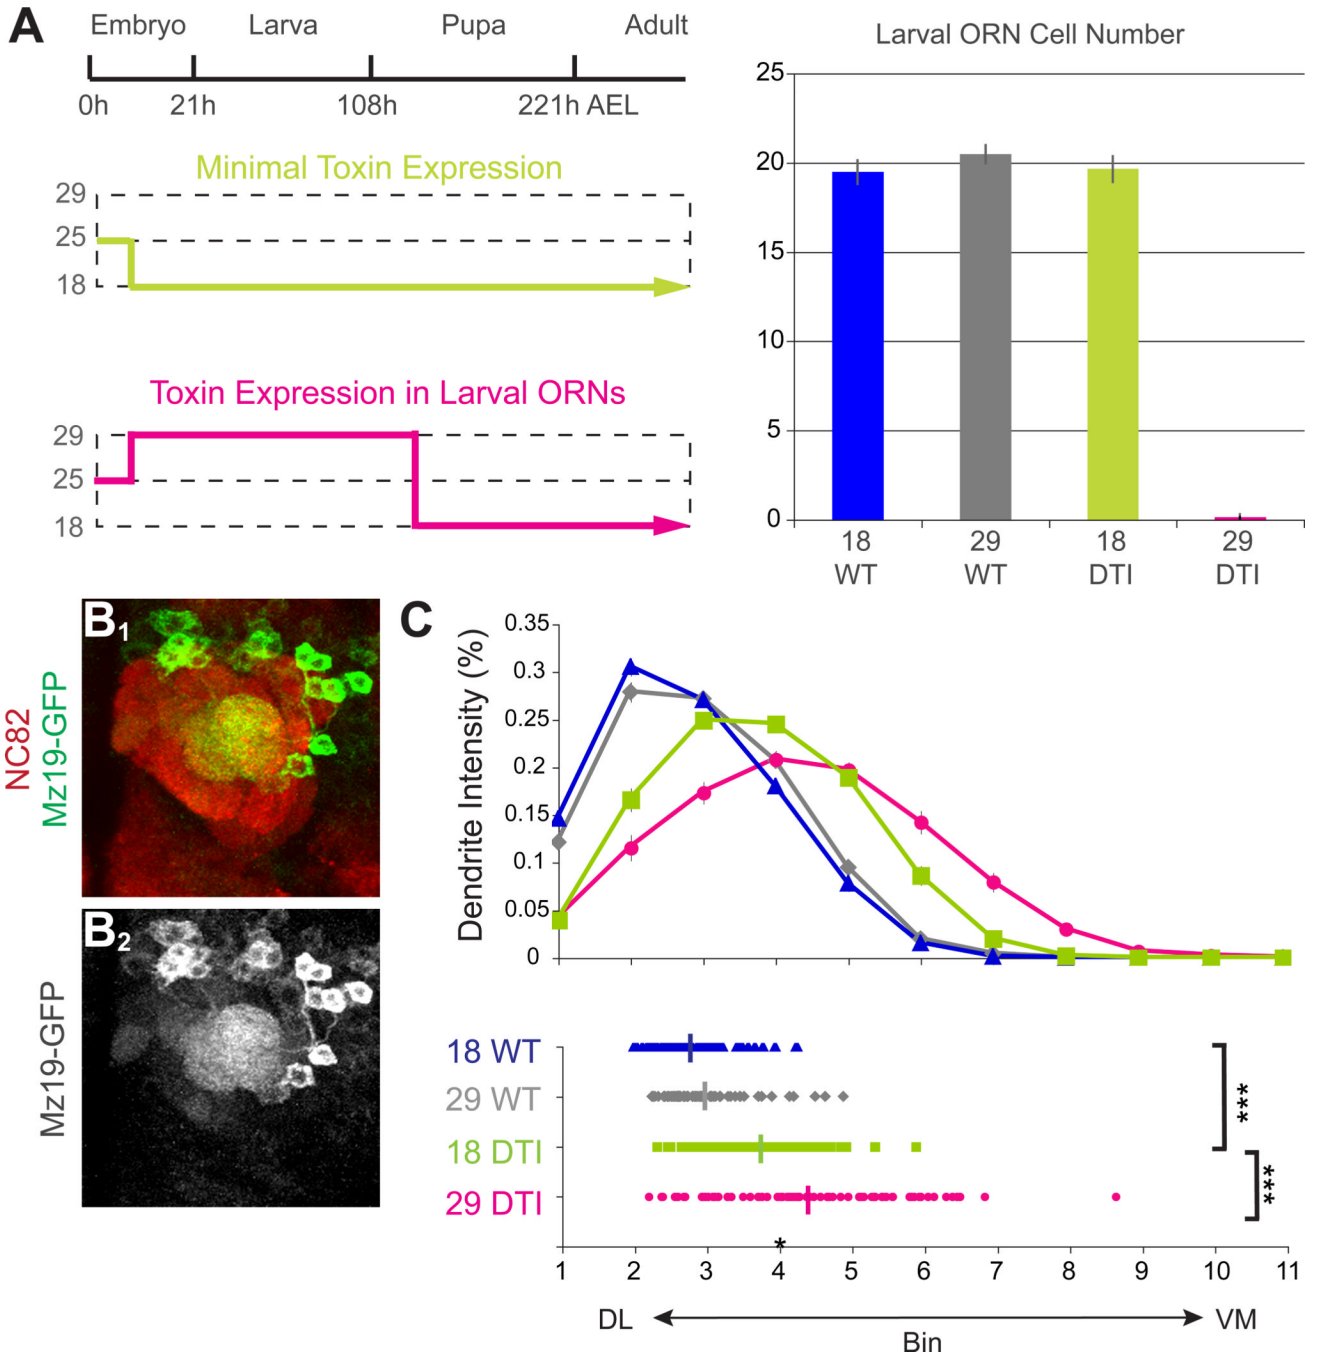 A
Embryo Larva Pupa Adult
0h 21h 108h 221h AEL
Minimal Toxin Expression
29
25
18
Toxin Expression in Larval ORNs
29
25
18
Larval ORN Cell Number
25
20
15
10
5
0
18 29 18 29
WT WT DTI DTI
B1
NC82
Mz19-GFP
B2
Mz19-GFP
C
Dendrite Intensity (%)
0.35
0.3
0.25
0.2
0.15
0.1
0.05
0
18 WT
29 WT
18 DTI
29 DTI
***
***
*
1 2 3 4 5 6 7 8 9 10 11
DL VM
Bin